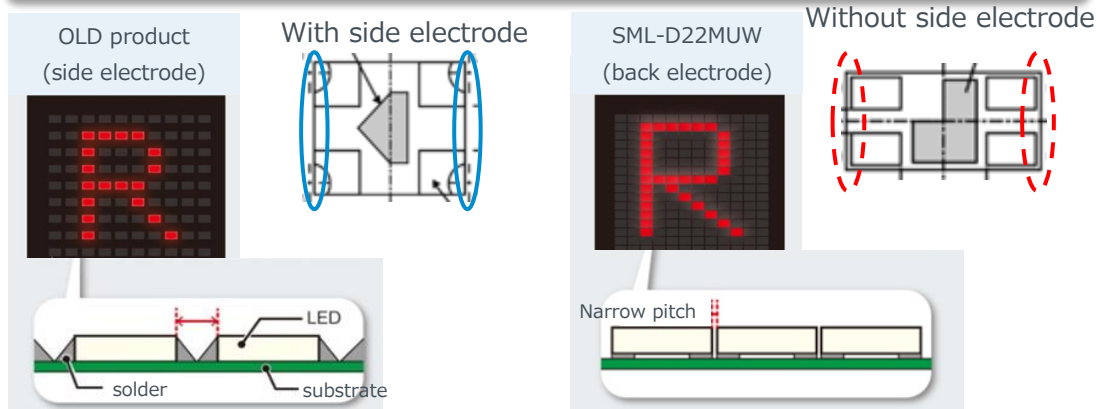 OLD product
(side electrode)
With side electrode
SML-D22MUW
(back electrode)
Without side electrode
LED
solder
substrate
Narrow pitch